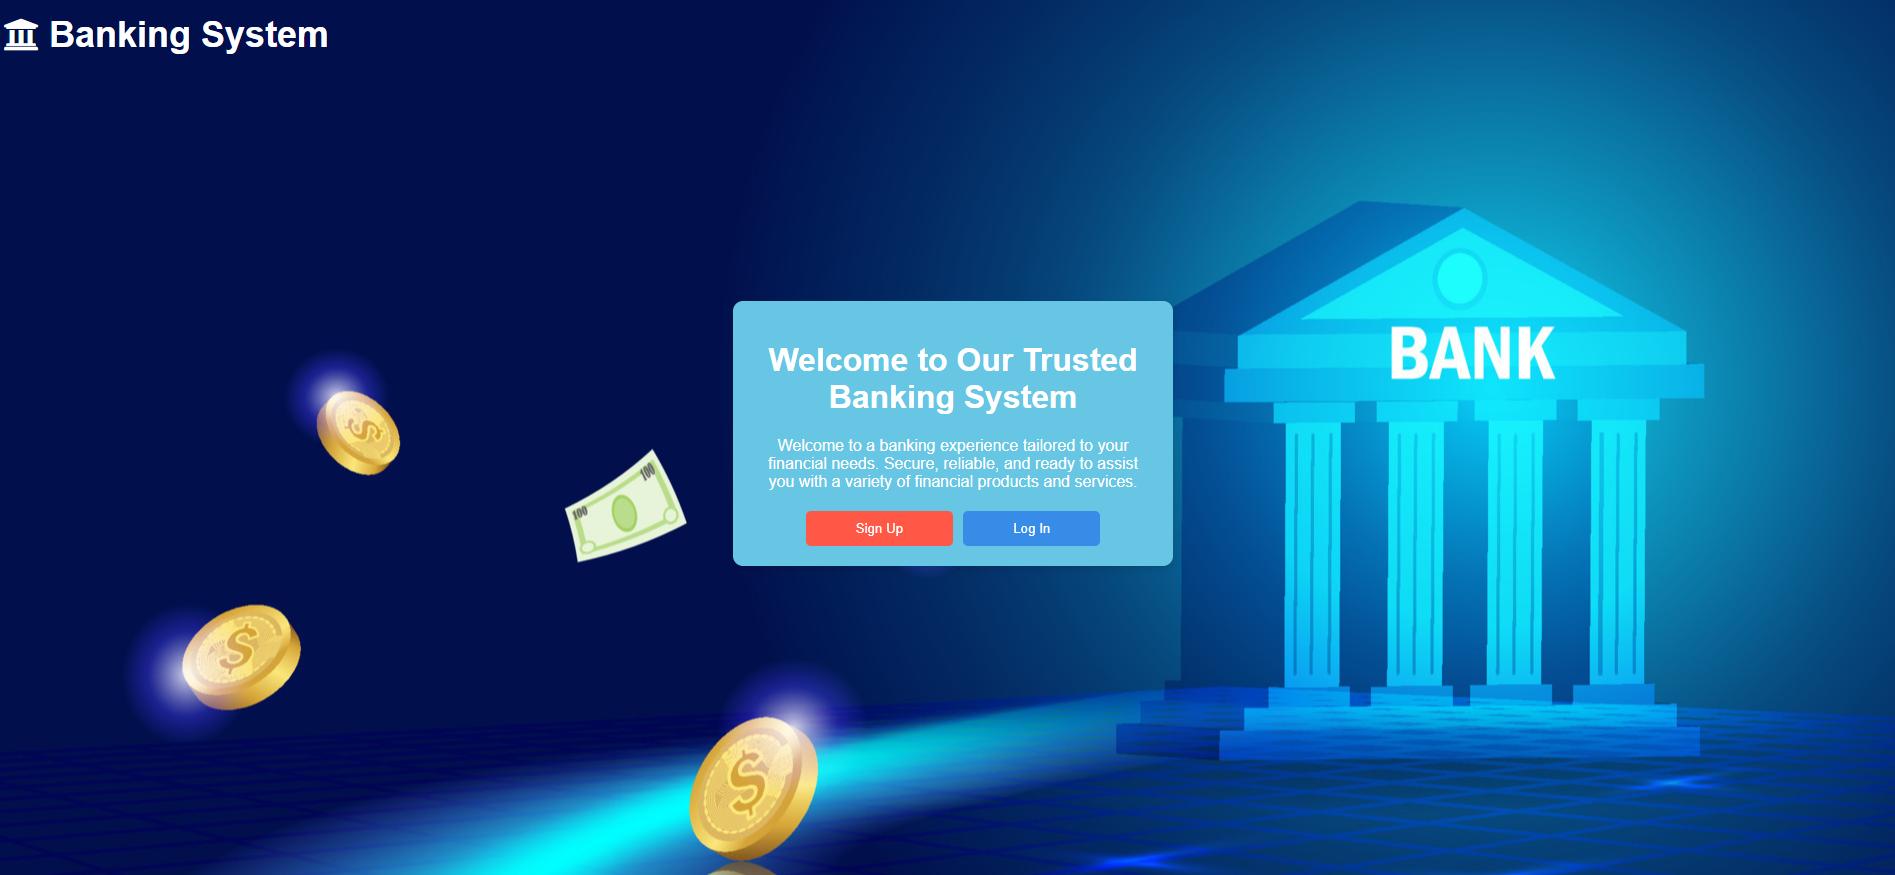 Banking System
Welcome to Our Trusted
Banking System
Welcome to a banking experience tailored to your
financial needs. Secure, reliable, and ready to assist
you with a variety of financial products and services.
Sign Up
Log In
BANK
$
100
100
$
$